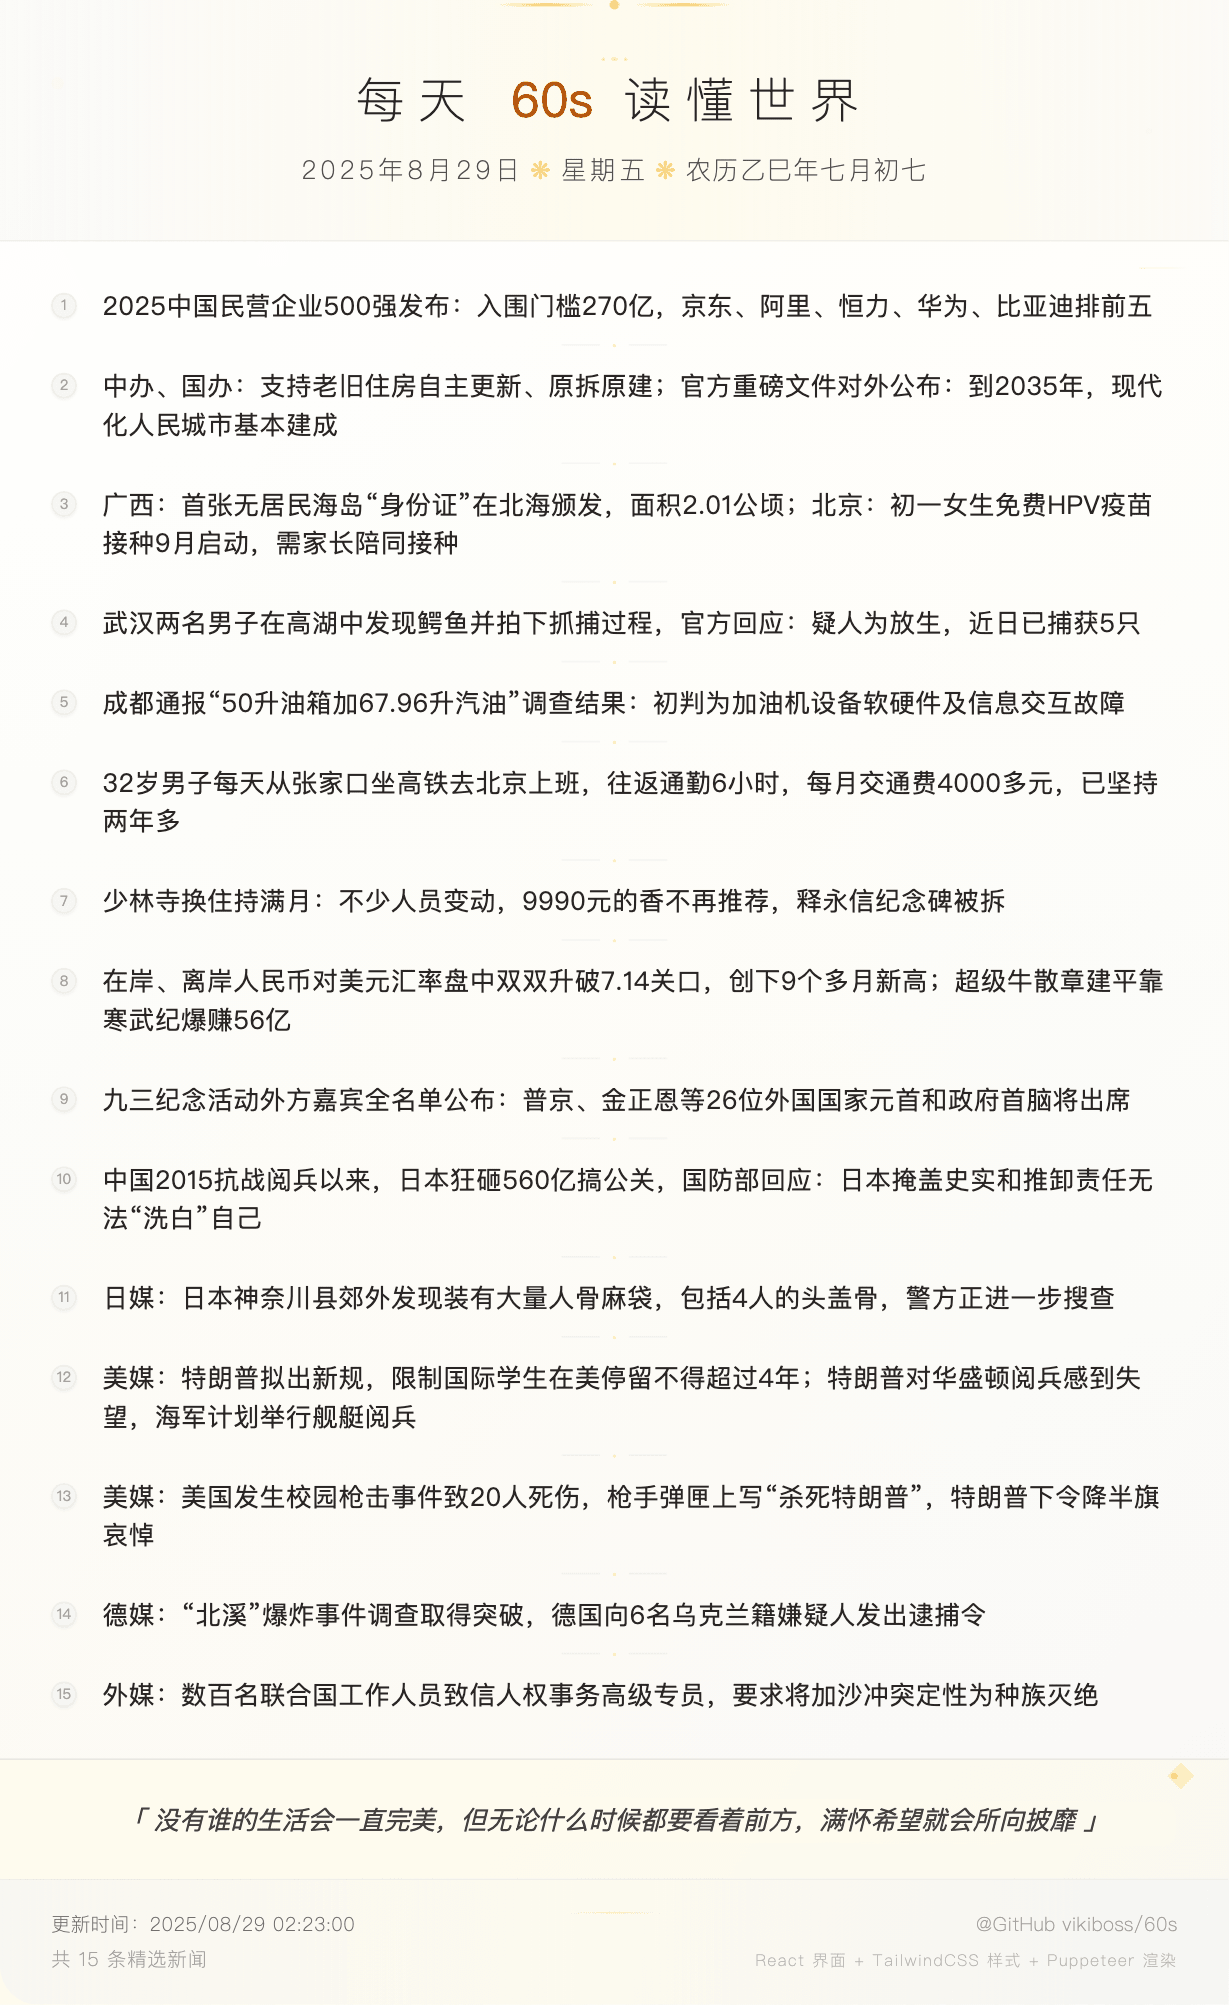 每天 60s 读懂世界
2025年8月29日 ❋ 星期五 ❋ 农历乙巳年七月初七
1 2025中国民营企业500强发布：入围门槛270亿，京东、阿里、恒力、华为、比亚迪排前五
2 中办、国办：支持老旧住房自主更新、原拆原建；官方重磅文件对外公布：到2035年，现代
化人民城市基本建成
3 广西：首张无居民海岛“身份证”在北海颁发，面积2.01公顷；北京：初一女生免费HPV疫苗
接种9月启动，需家长陪同接种
4 武汉两名男子在高湖中发现鳄鱼并拍下抓捕过程，官方回应：疑人为放生，近日已捕获5只
5 成都通报“50升油箱加67.96升汽油”调查结果：初判为加油机设备软硬件及信息交互故障
6 32岁男子每天从张家口坐高铁去北京上班，往返通勤6小时，每月交通费4000多元，已坚持
两年多
7 少林寺换住持满月：不少人员变动，9990元的香不再推荐，释永信纪念碑被拆
8 在岸、离岸人民币对美元汇率盘中双双升破7.14关口，创下9个多月新高；超级牛散章建平靠
寒武纪爆赚56亿
9 九三纪念活动外方嘉宾全名单公布：普京、金正恩等26位外国国家元首和政府首脑将出席
10 中国2015抗战阅兵以来，日本狂砸560亿搞公关，国防部回应：日本掩盖史实和推卸责任无
法“洗白”自己
11 日媒：日本神奈川县郊外发现装有大量人骨麻袋，包括4人的头盖骨，警方正进一步搜查
12 美媒：特朗普拟出新规，限制国际学生在美停留不得超过4年；特朗普对华盛顿阅兵感到失
望，海军计划举行舰艇阅兵
13 美媒：美国发生校园枪击事件致20人死伤，枪手弹匣上写“杀死特朗普”，特朗普下令降半旗
哀悼
14 德媒：“北溪”爆炸事件调查取得突破，德国向6名乌克兰籍嫌疑人发出逮捕令
15 外媒：数百名联合国工作人员致信人权事务高级专员，要求将加沙冲突定性为种族灭绝
「 没有谁的生活会一直完美，但无论什么时候都要看着前方，满怀希望就会所向披靡 」
更新时间：2025/08/29 02:23:00
@GitHub vikiboss/60s
共 15 条精选新闻
React 界面 + TailwindCSS 样式 + Puppeteer 渲染